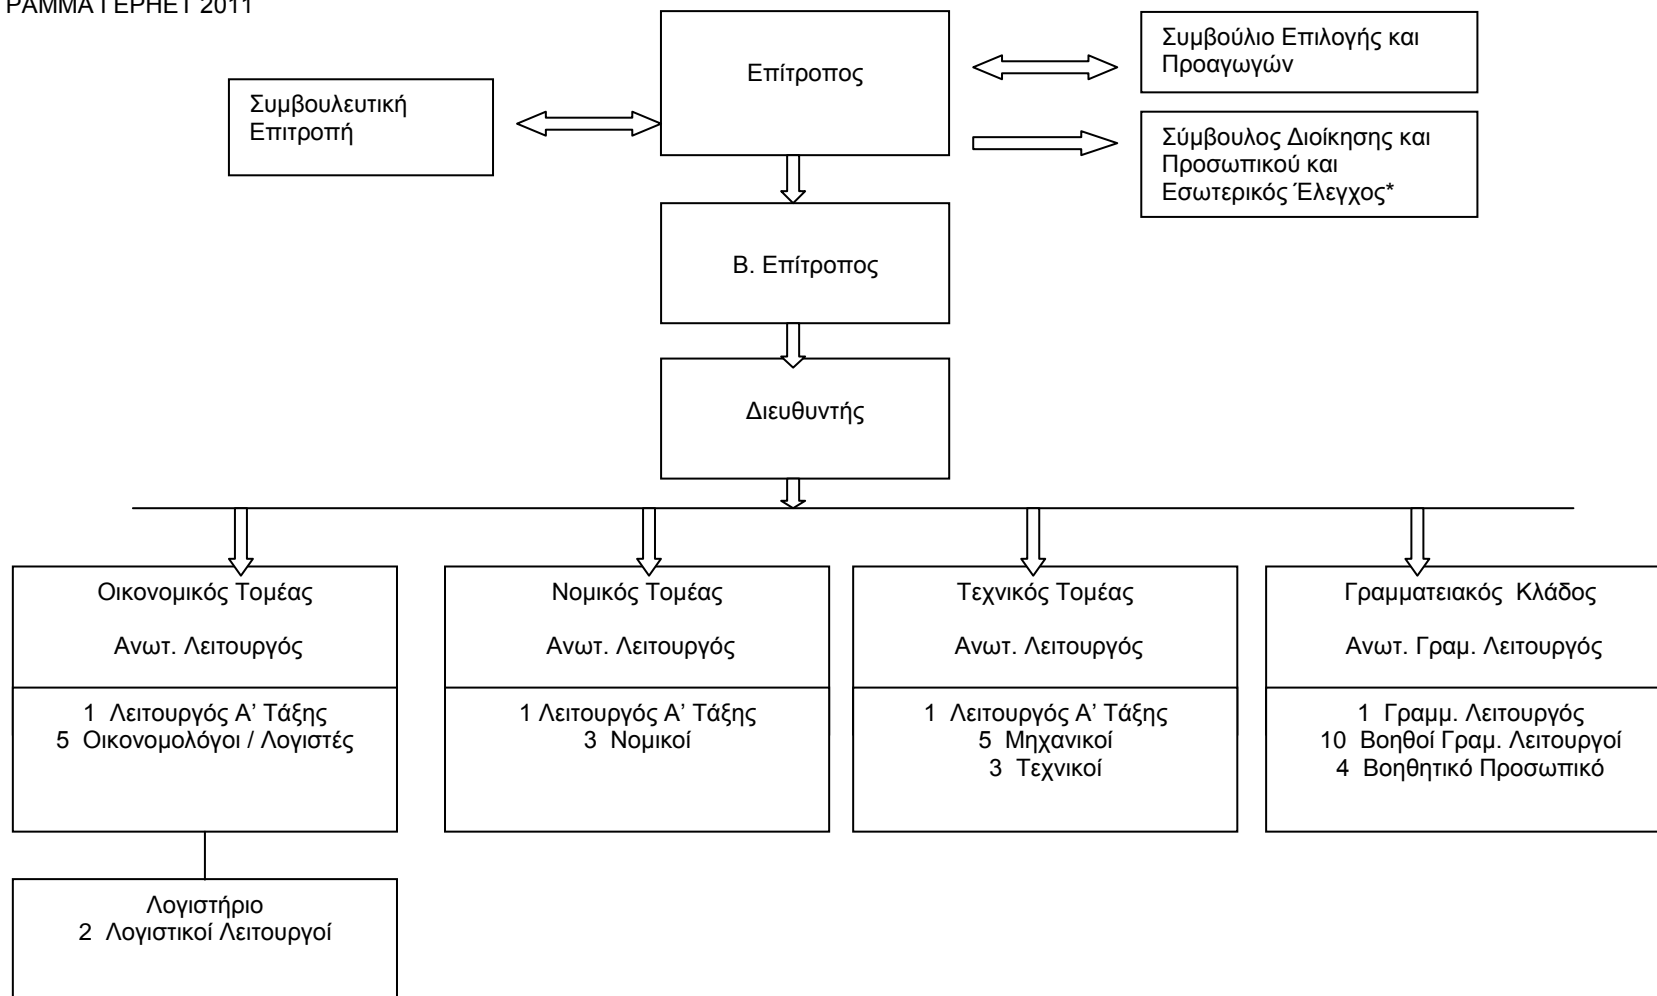 ΡΑΜΜΑ ΓΕΡΗΕΤ 2011
Επίτροπος
Συμβούλιο Επιλογής και
Προαγωγών
Συμβουλευτική
Επιτροπή
Σύμβουλος Διοίκησης και
Προσωπικού και
Εσωτερικός Έλεγχος*
Β. Επίτροπος
Διευθυντής
Οικονομικός Τομέας
Ανωτ. Λειτουργός
1 Λειτουργός Α’ Τάξης
5 Οικονομολόγοι / Λογιστές
Νομικός Τομέας
Ανωτ. Λειτουργός
1 Λειτουργός Α’ Τάξης
3 Νομικοί
Τεχνικός Τομέας
Ανωτ. Λειτουργός
1 Λειτουργός Α’ Τάξης
5 Μηχανικοί
3 Τεχνικοί
Γραμματειακός Κλάδος
Ανωτ. Γραμ. Λειτουργός
1 Γραμμ. Λειτουργός
10 Βοηθοί Γραμ. Λειτουργοί
4 Βοηθητικό Προσωπικό
Λογιστήριο
2 Λογιστικοί Λειτουργοί